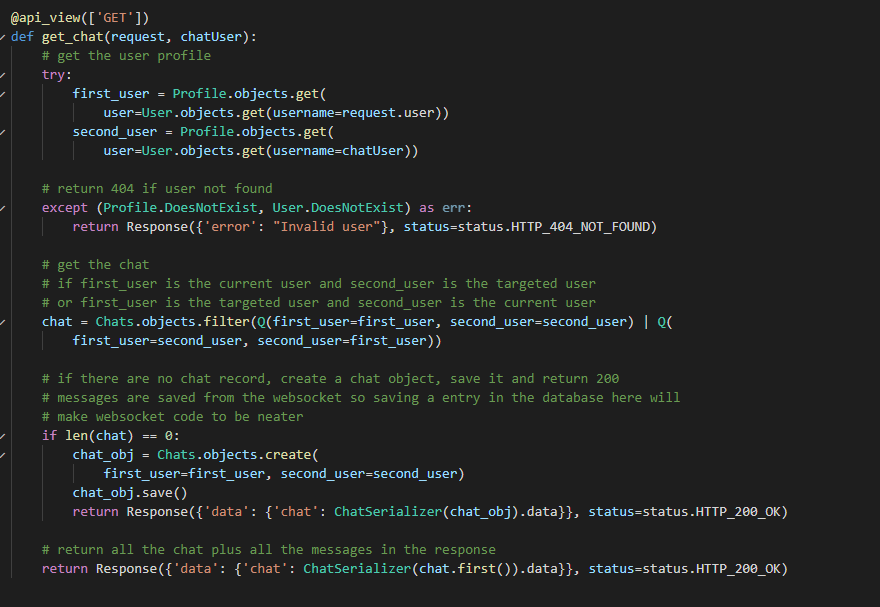 @api_view(['GET'])
def get_chat(request, chatUser):
    # get the user profile
    try:
        first_user = Profile.objects.get(
            user=User.objects.get(username=request.user))
        second_user = Profile.objects.get(
            user=User.objects.get(username=chatUser))

    # return 404 if user not found
    except (Profile.DoesNotExist, User.DoesNotExist) as err:
        return Response({'error': "Invalid user"}, status=status.HTTP_404_NOT_FOUND)

    # get the chat
    # if first_user is the current user and second_user is the targeted user
    # or first_user is the targeted user and second_user is the current user
    chat = Chats.objects.filter(Q(first_user=first_user, second_user=second_user) | Q(
        first_user=second_user, second_user=first_user))

    # if there are no chat record, create a chat object, save it and return 200
    # messages are saved from the websocket so saving a entry in the database here will
    # make websocket code to be neater
    if len(chat) == 0:
        chat_obj = Chats.objects.create(
            first_user=first_user, second_user=second_user)
        chat_obj.save()
        return Response({'data': {'chat': ChatSerializer(chat_obj).data}}, status=status.HTTP_200_OK)

    # return all the chat plus all the messages in the response
    return Response({'data': {'chat': ChatSerializer(chat.first()).data}}, status=status.HTTP_200_OK)